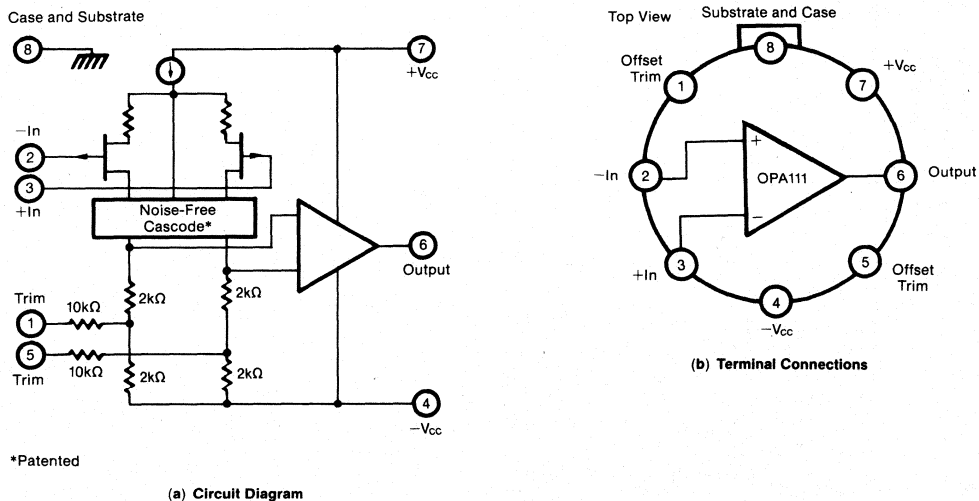 Case and Substrate
8
7
+Vcc
−In
2
3
+In
Noise-Free
Cascode*
6
Output
2kΩ
2kΩ
Trim
10kΩ
1
5
Trim
10kΩ
2kΩ
2kΩ
4
−Vcc
*Patented
(a) Circuit Diagram
Top View
Substrate and Case
8
Offset
Trim
1
+Vcc
7
−In
2
+
OPA111
−
6
Output
+In
3
5
Offset
Trim
4
−Vcc
(b) Terminal Connections